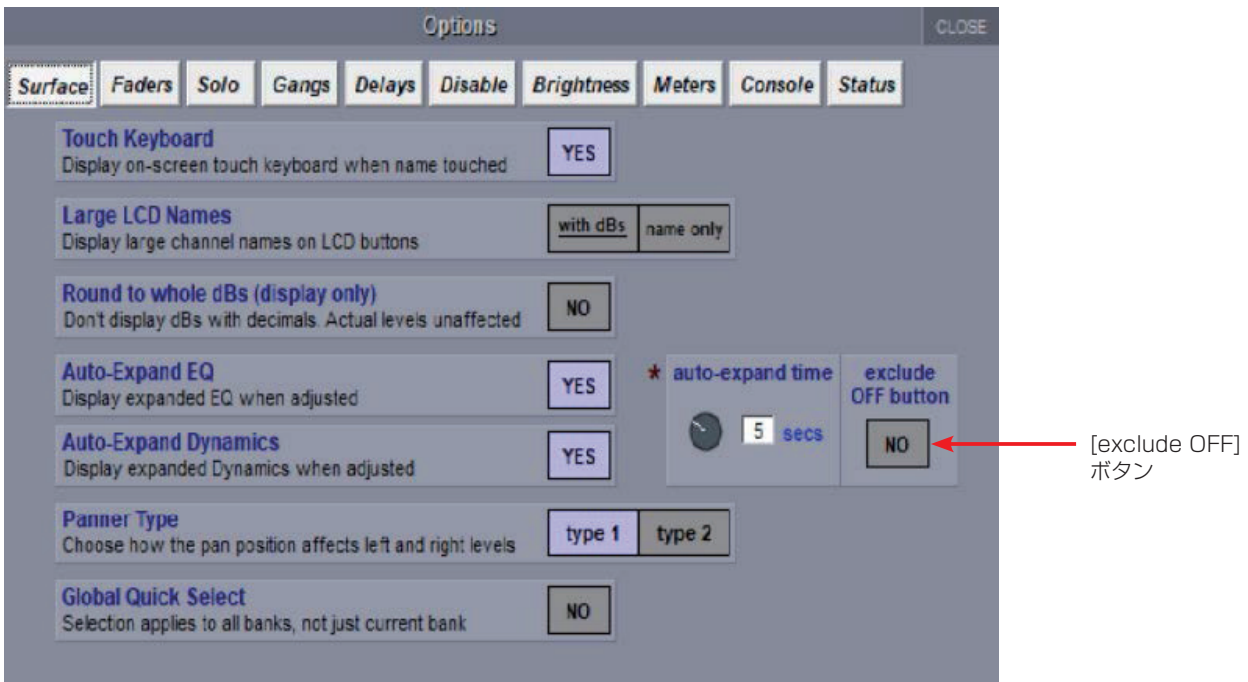 Options
CLOSE
Surface Faders Solo Gangs Delays Disable Brightness Meters Console Status
Touch Keyboard
Display on-screen touch keyboard when name touched
YES
Large LCD Names
Display large channel names on LCD buttons
with dBs name only
Round to whole dBs (display only)
Don't display dBs with decimals. Actual levels unaffected
NO
Auto-Expand EQ
Display expanded EQ when adjusted
YES
* auto-expand time
5 secs
exclude
OFF button
NO
[exclude OFF]
ボタン
Auto-Expand Dynamics
Display expanded Dynamics when adjusted
YES
Panner Type
Choose how the pan position affects left and right levels
type 1 type 2
Global Quick Select
Selection applies to all banks, not just current bank
NO